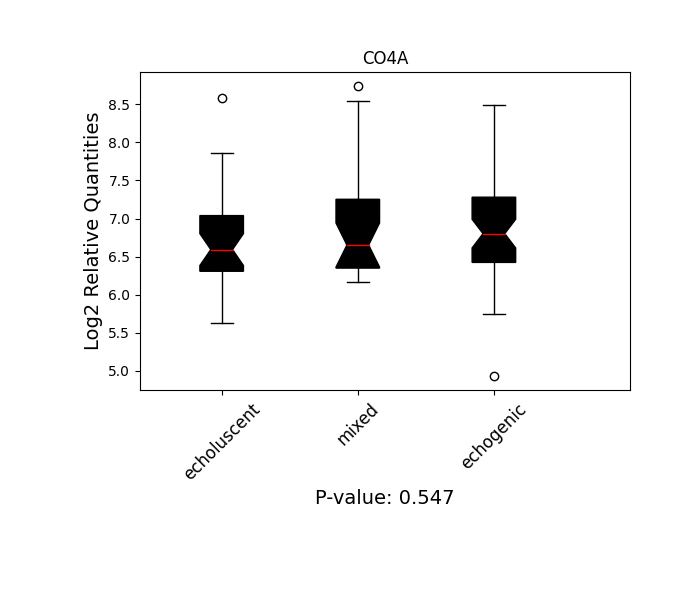 CO4A
Log2 Relative Quantities
8.5
8.0
7.5
7.0
6.5
6.0
5.5
5.0
echoluscent
mixed
echogenic
P-value: 0.547